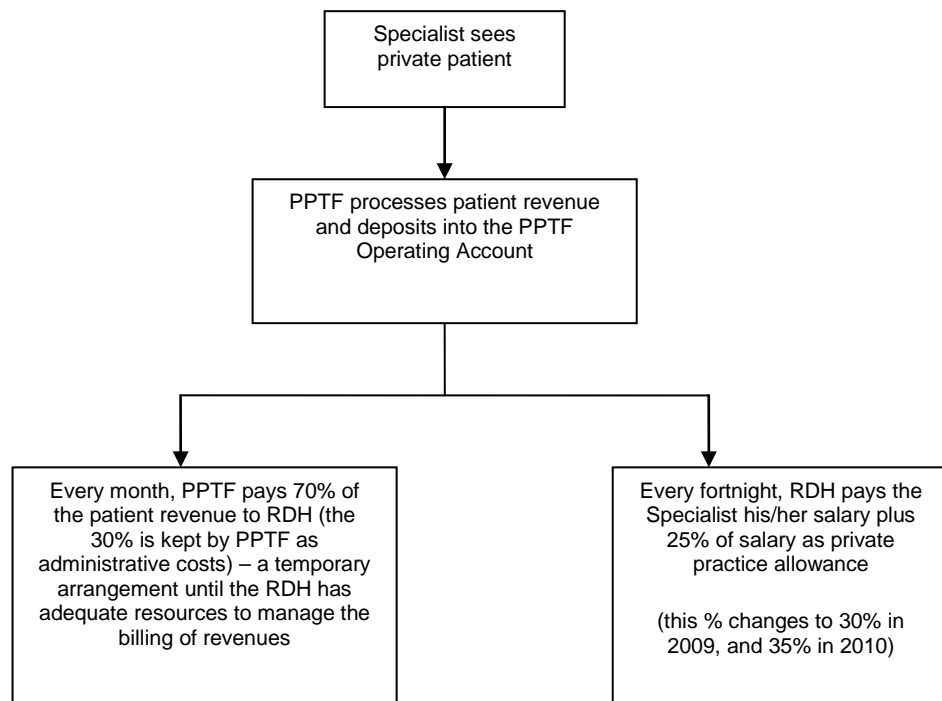 Specialist sees
private patient
PPTF processes patient revenue
and deposits into the PPTF
Operating Account
Every month, PPTF pays 70% of
the patient revenue to RDH (the
30% is kept by PPTF as
administrative costs) – a temporary
arrangement until the RDH has
adequate resources to manage the
billing of revenues
Every fortnight, RDH pays the
Specialist his/her salary plus
25% of salary as private
practice allowance
(this % changes to 30% in
2009, and 35% in 2010)